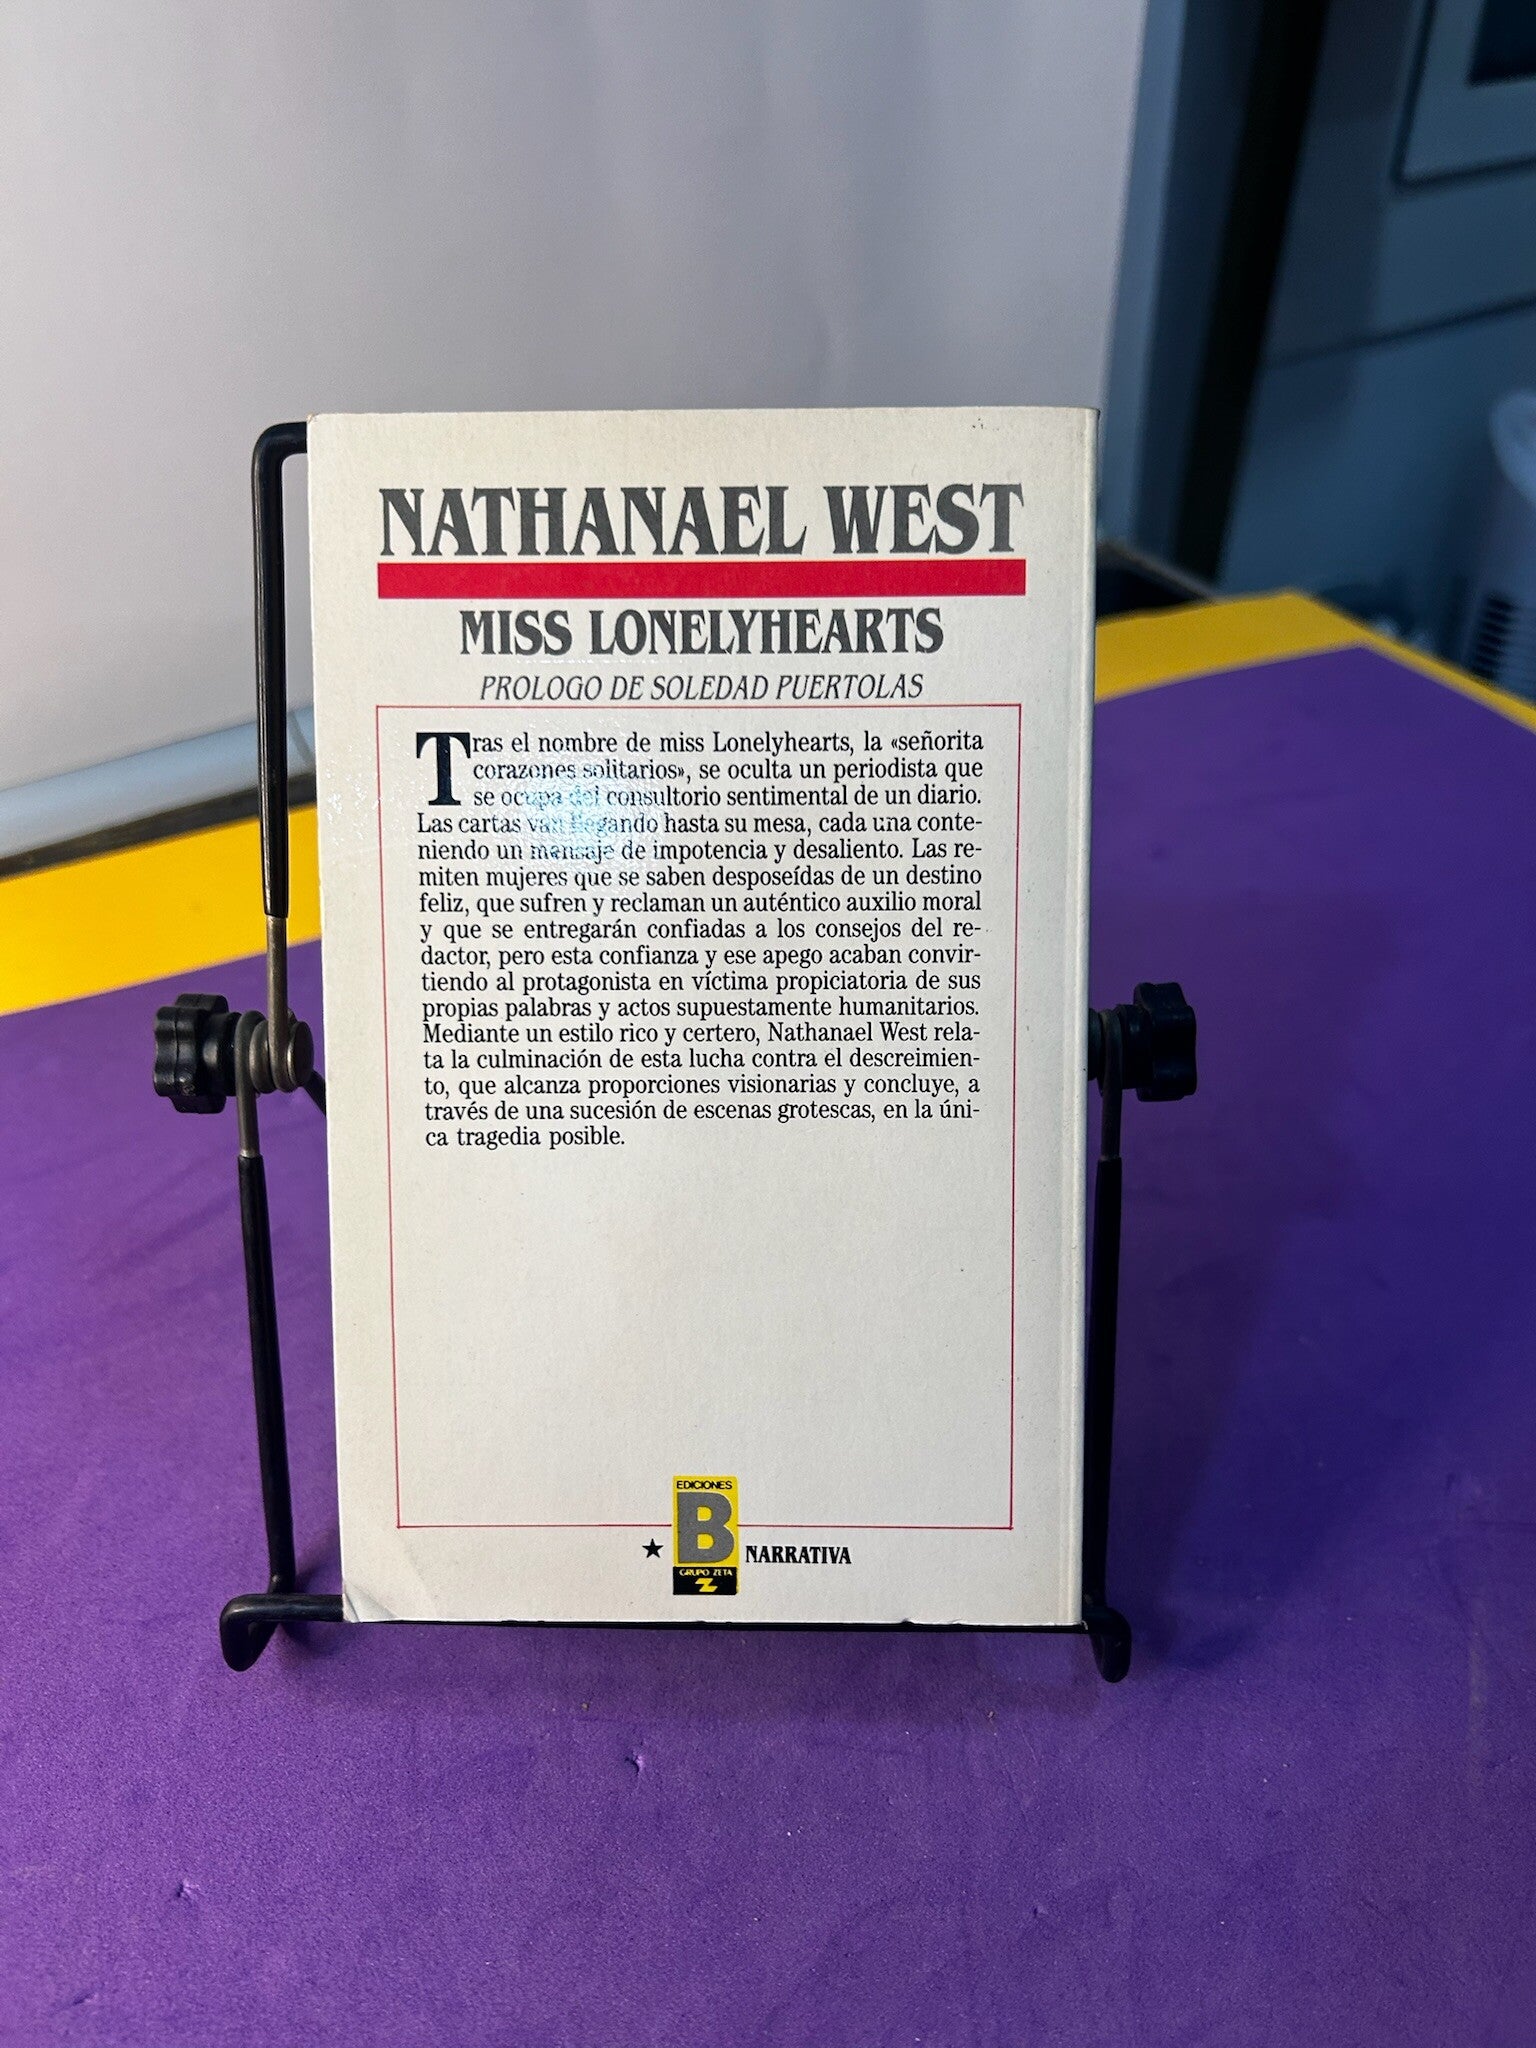 NATHANAEL WEST
MISS LONELYHEARTS
PROLOGO DE SOLEDAD PUERTOLAS
Tras el nombre de miss Lonelyhearts, la «señorita
corazones solitarios», se oculta un periodista que
se ocupa del consultorio sentimental de un diario.
Las cartas van llegando hasta su mesa, cada una conte-
niendo un mensaje de impotencia y desaliento. Las re-
miten mujeres que se saben desposeídas de un destino
feliz, que sufren y reclaman un auténtico auxilio moral
y que se entregarán confiadas a los consejos del re-
dactor, pero esta confianza y ese apego acaban convir-
tiendo al protagonista en víctima propiciatoria de sus
propias palabras y actos supuestamente humanitarios.
Mediante un estilo rico y certero, Nathanael West rela-
ta la culminación de esta lucha contra el descreimien-
to, que alcanza proporciones visionarias y concluye, a
través de una sucesión de escenas grotescas, en la úni-
ca tragedia posible.
EDICIONES
B
★ NARRATIVA
GRUPO ZETA
Z